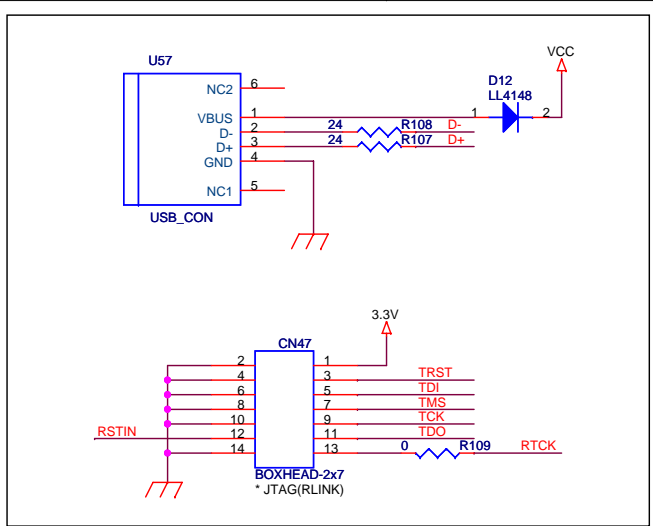 U57
VCC
D12
LL4148
NC2 6
VBUS 1 1 2
D- 2 24 R108 D-
D+ 3 24 R107 D+
GND 4
NC1 5
USB_CON
3.3V
CN47
2 1
4 3 TRST
6 5 TDI
8 7 TMS
10 9 TCK
RSTIN 12 11 TDO
14 13 0 R109 RTCK
BOXHEAD-2x7
* JTAG(RLINK)